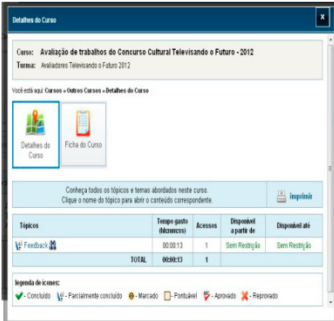 Detalhes do Curso
x
Curso: Avaliação de trabalhos do Concurso Cultural Televisando o Futuro - 2012
Turma: Avaliadores Televisando o Futuro 2012
Você está aqui: Cursos » Outros Cursos » Detalhes do Curso
Detalhes do Curso
Ficha do Curso
Conheça todos os tópicos e temas abordados neste curso.
Clique o nome do tópico para abrir o conteúdo correspondente.
Imprimir
Tópicos Tempo gasto (hh:mm:ss) Acessos Disponível a partir de Disponível até
Feedback 00:00:13 1 Sem Restrição Sem Restrição
TOTAL 00:00:13 1
legenda de ícones:
- Concluído - Parcialmente concluído - Marcado - Pontuável - Aprovado - Reprovado